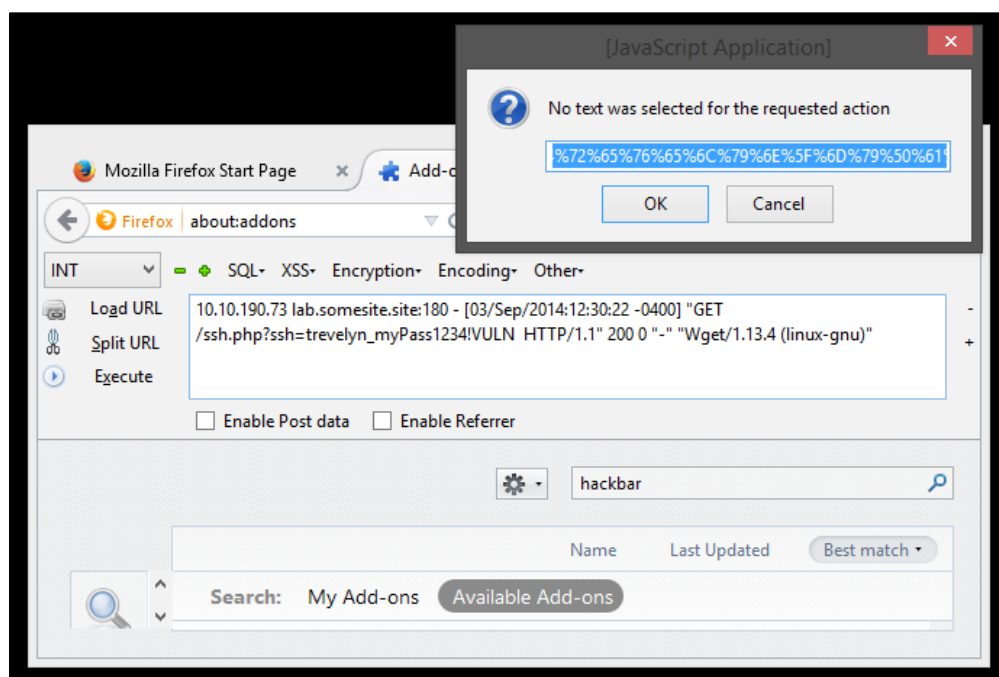 [JavaScript Application]
No text was selected for the requested action
%72%65%76%65%6C%79%6E%5F%6D%79%50%61%
OK Cancel
Mozilla Firefox Start Page
Firefox about:addons
INT SQL XSS Encryption Encoding Other
Load URL
Split URL
Execute
10.10.190.73 lab.somesite.site:180 - [03/Sep/2014:12:30:22 -0400] "GET
/ssh.php?ssh=trevelyn_myPass1234!VULN HTTP/1.1" 200 0 "-" "Wget/1.13.4 (linux-gnu)"
-
+
Enable Post data Enable Referrer
hackbar
Name Last Updated Best match
Search: My Add-ons Available Add-ons